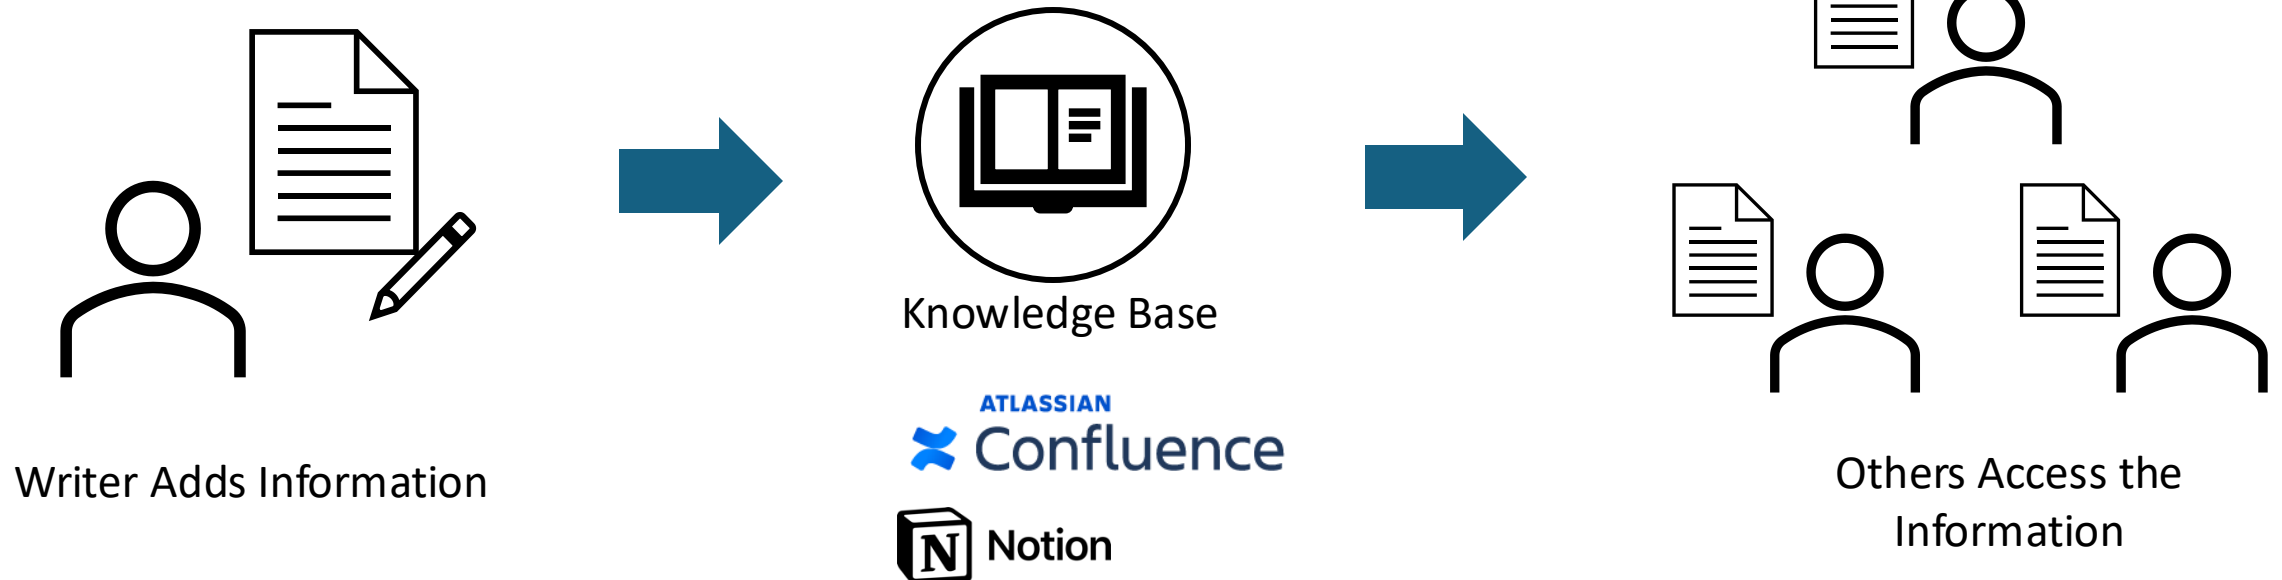 Knowledge Base
ATLASSIAN
Confluence
Writer Adds Information
N Notion
Others Access the
Information